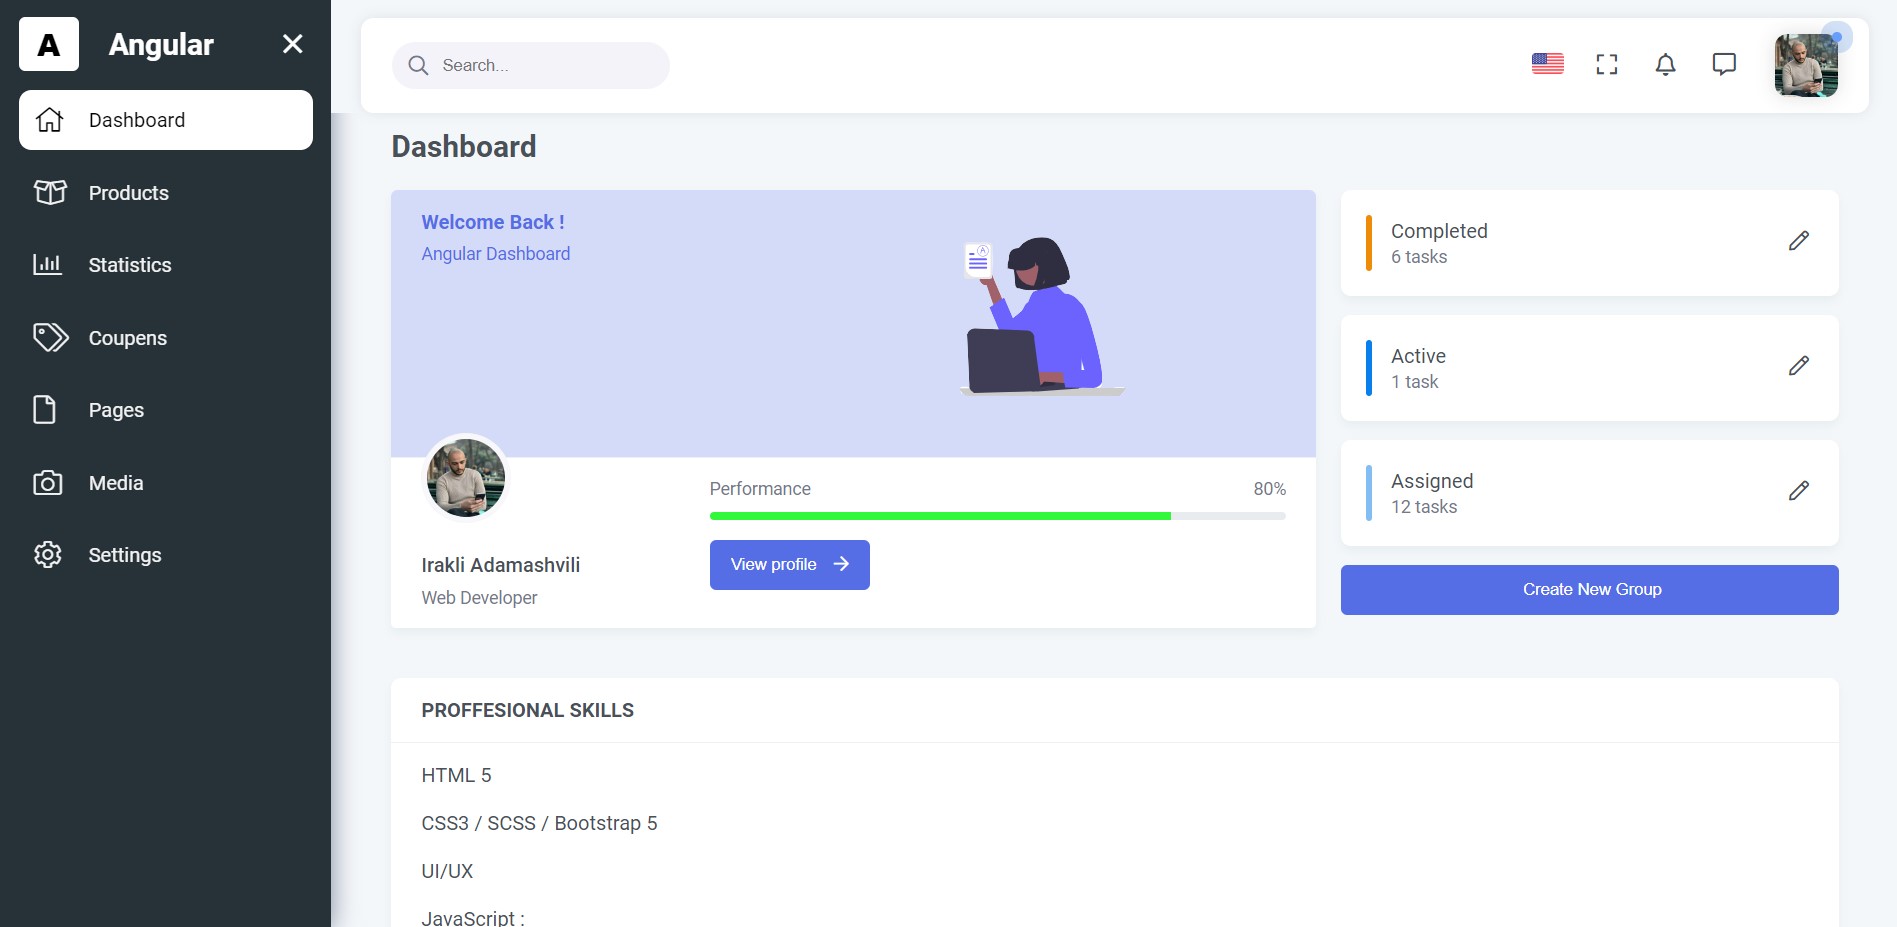 A
Angular
Search...
Dashboard
Products
Statistics
Coupens
Pages
Media
Settings
Dashboard
Welcome Back !
Angular Dashboard
A
Performance
80%
View profile
Irakli Adamashvili
Web Developer
Completed
6 tasks
Active
1 task
Assigned
12 tasks
Create New Group
PROFFESIONAL SKILLS
HTML 5
CSS3 / SCSS / Bootstrap 5
UI/UX
JavaScript :